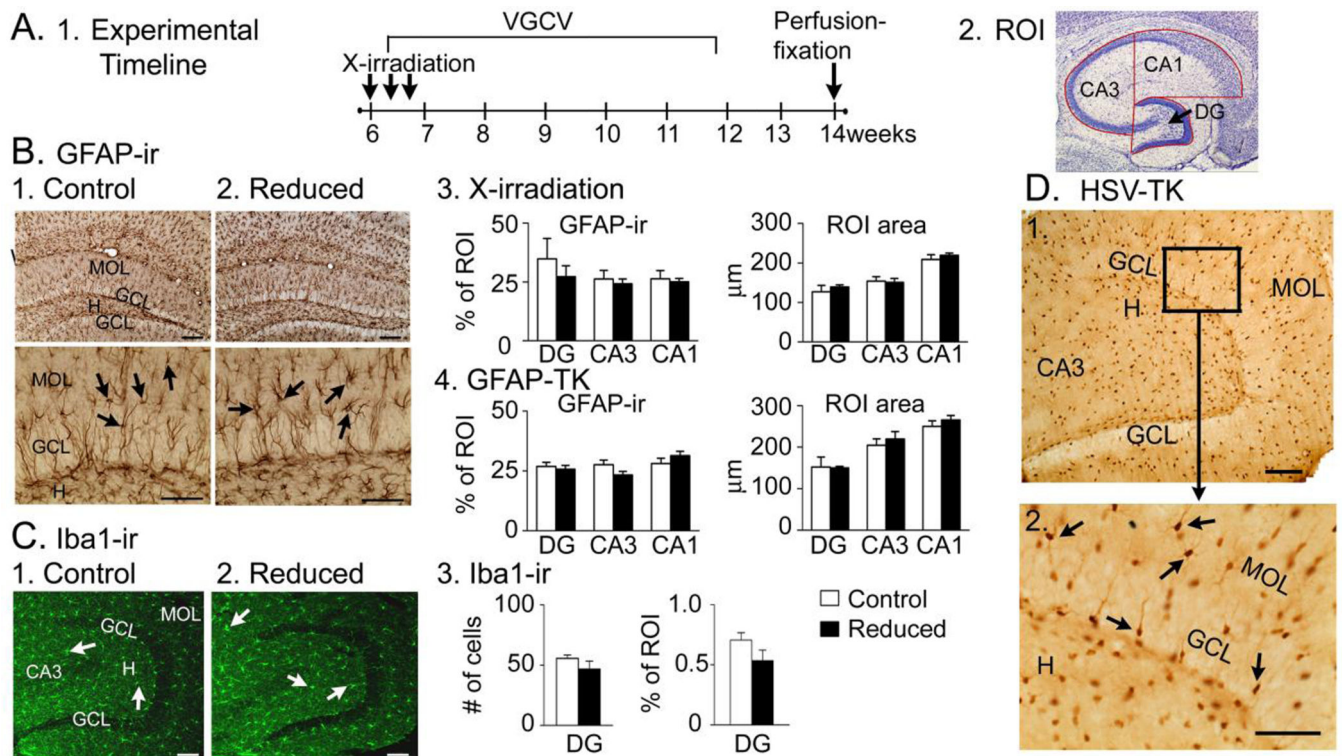 A. 1. Experimental Timeline
VGCV
X-irradiation
Perfusion-fixation
6 7 8 9 10 11 12 13 14weeks
2. ROI
CA1
CA3
DG
B. GFAP-ir
1. Control
2. Reduced
MOL
GCL
H
GCL
MOL
GCL
H
3. X-irradiation
GFAP-ir
% of ROI
50
25
0
DG CA3 CA1
ROI area
µm
300
200
100
0
DG CA3 CA1
4. GFAP-TK
GFAP-ir
% of ROI
50
25
0
DG CA3 CA1
ROI area
µm
300
200
100
0
DG CA3 CA1
C. Iba1-ir
1. Control
2. Reduced
MOL
GCL
CA3
H
GCL
3. Iba1-ir
# of cells
100
50
0
DG
% of ROI
1.0
0.5
0
DG
Control
Reduced
D. HSV-TK
1.
GCL
MOL
H
CA3
GCL
2.
MOL
GCL
H